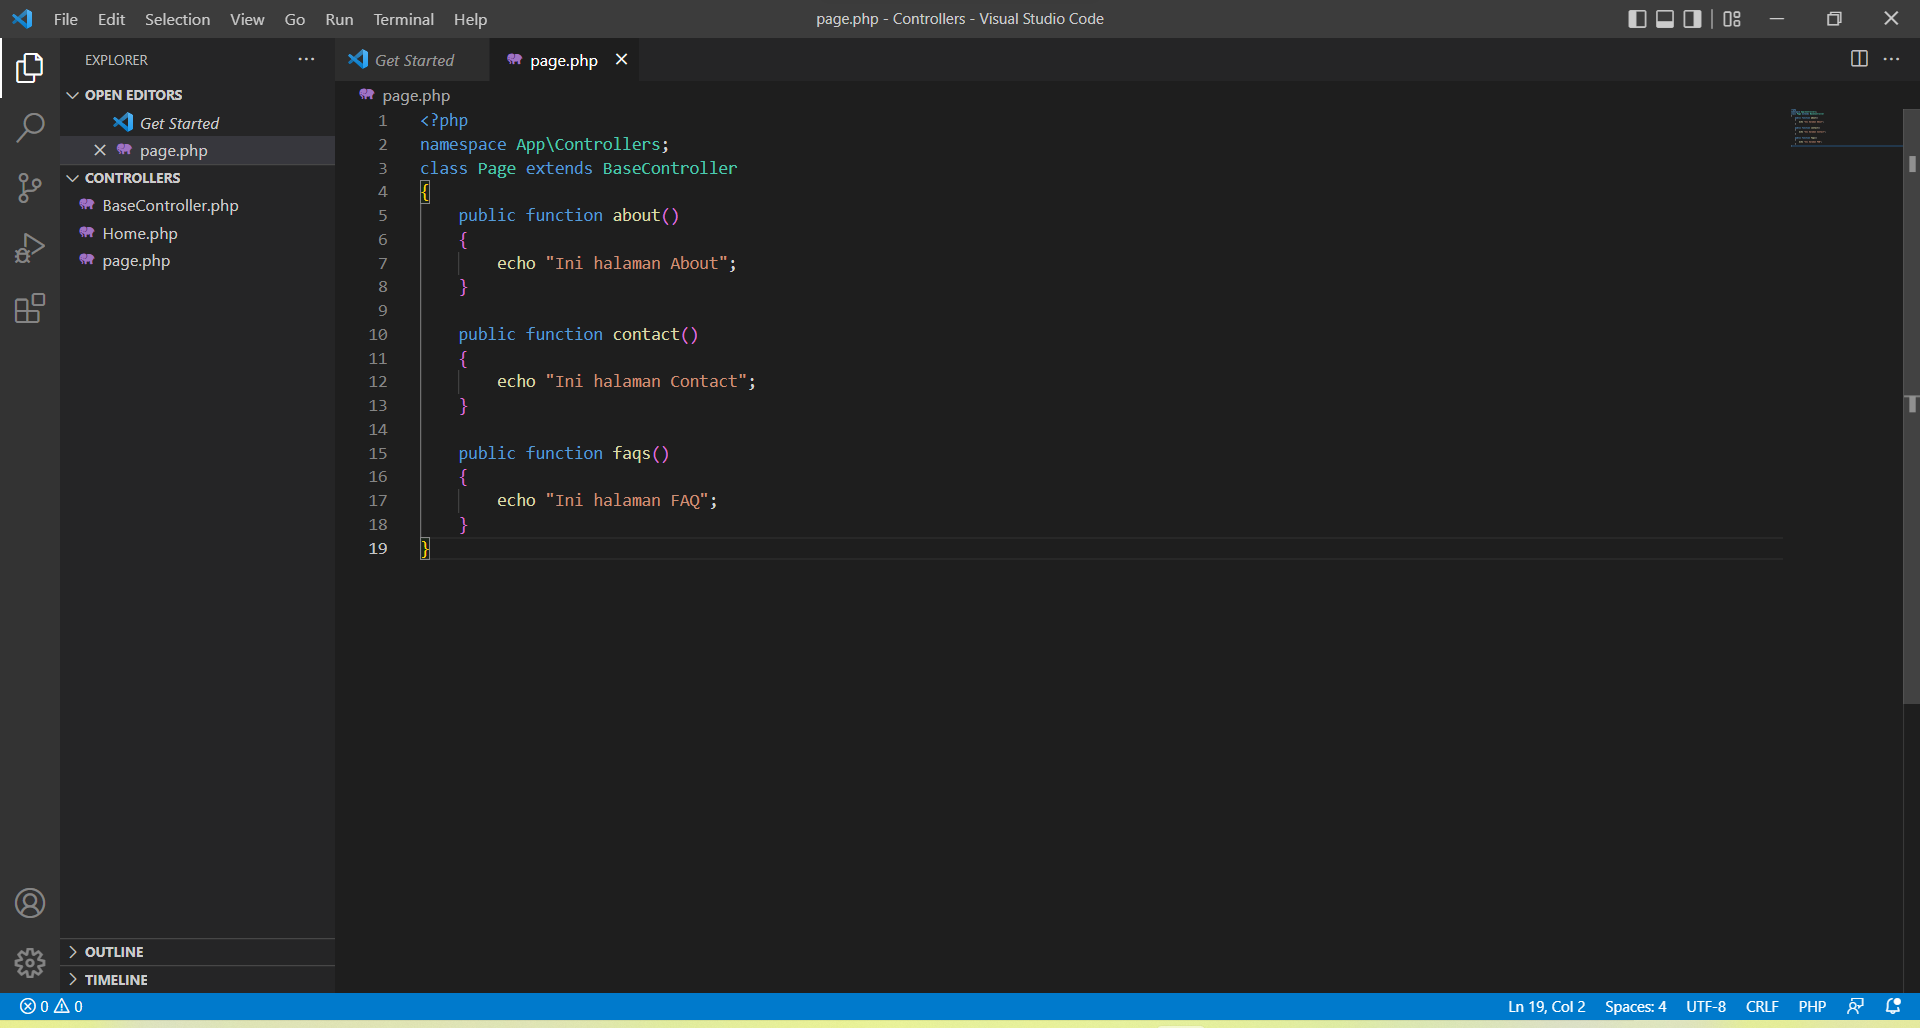 File Edit Selection View Go Run Terminal Help
page.php - Controllers - Visual Studio Code
EXPLORER
OPEN EDITORS
Get Started
page.php
CONTROLLERS
BaseController.php
Home.php
page.php
OUTLINE
TIMELINE
Get Started
page.php
page.php
1 <?php
2 namespace App\Controllers;
3 class Page extends BaseController
4 {
5     public function about()
6     {
7         echo "Ini halaman About";
8     }
9
10     public function contact()
11     {
12         echo "Ini halaman Contact";
13     }
14
15     public function faqs()
16     {
17         echo "Ini halaman FAQ";
18     }
19 }
0 0
Ln 19, Col 2 Spaces: 4 UTF-8 CRLF PHP